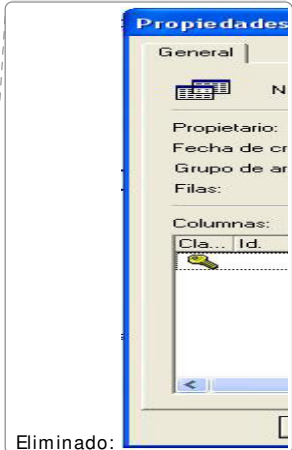 Propiedades
General
N
Propietario:
Fecha de cr
Grupo de ar
Filas:
Columnas:
Cla... Id.
Eliminado: